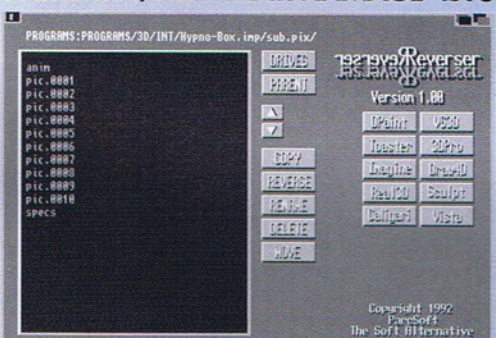 PROGRAMS:PROGRAMS/3D/INT/Hypno-Box.imp/sub.pix/
anim
pic.0001
pic.0002
pic.0003
pic.0004
pic.0005
pic.0006
pic.0007
pic.0008
pic.0009
pic.0010
specs
DRIVES
PARENT
COPY
REVERSE
RENAME
DELETE
MOVE
Reverser
Version 1.00
DPaint VS3D
Toaster 3DPro
Imagine Draw4D
Real3D Sculpt
Caligari Vista
Copyright 1992
ParcSoft
The Soft Alternative